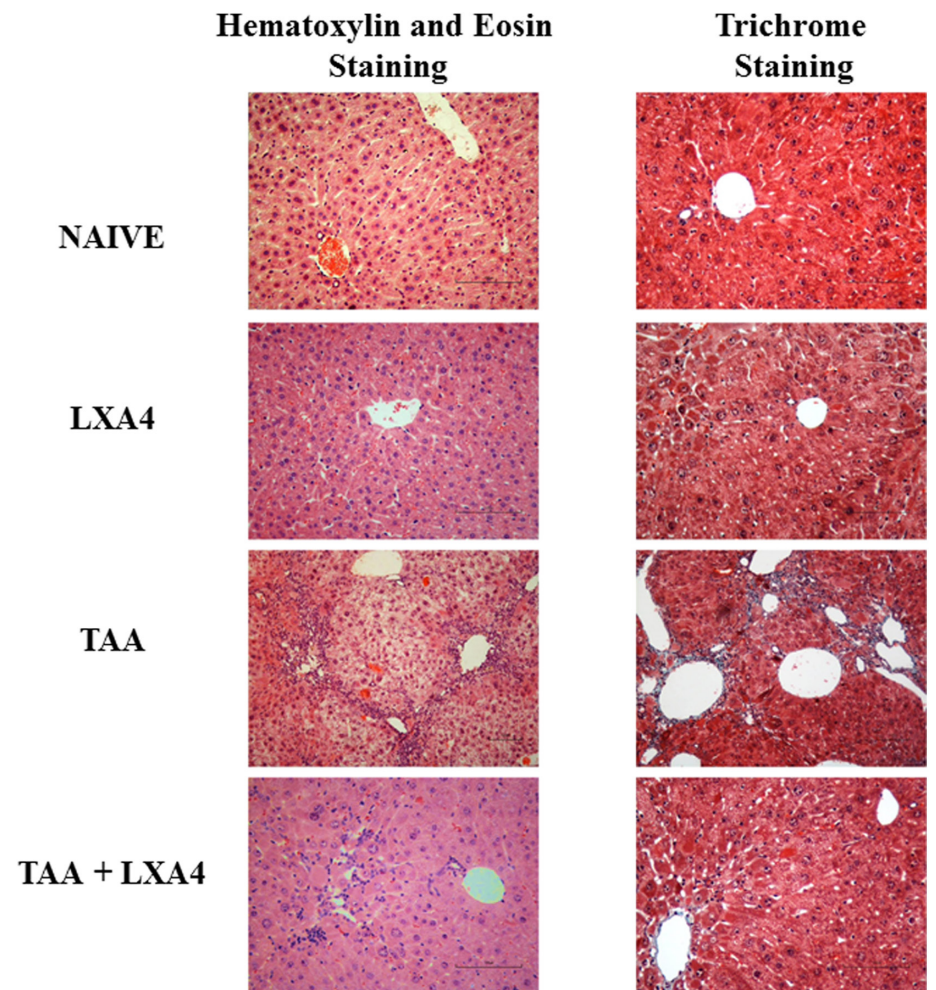 Hematoxylin and Eosin
Staining
Trichrome
Staining
NAIVE
LXA4
TAA
TAA + LXA4